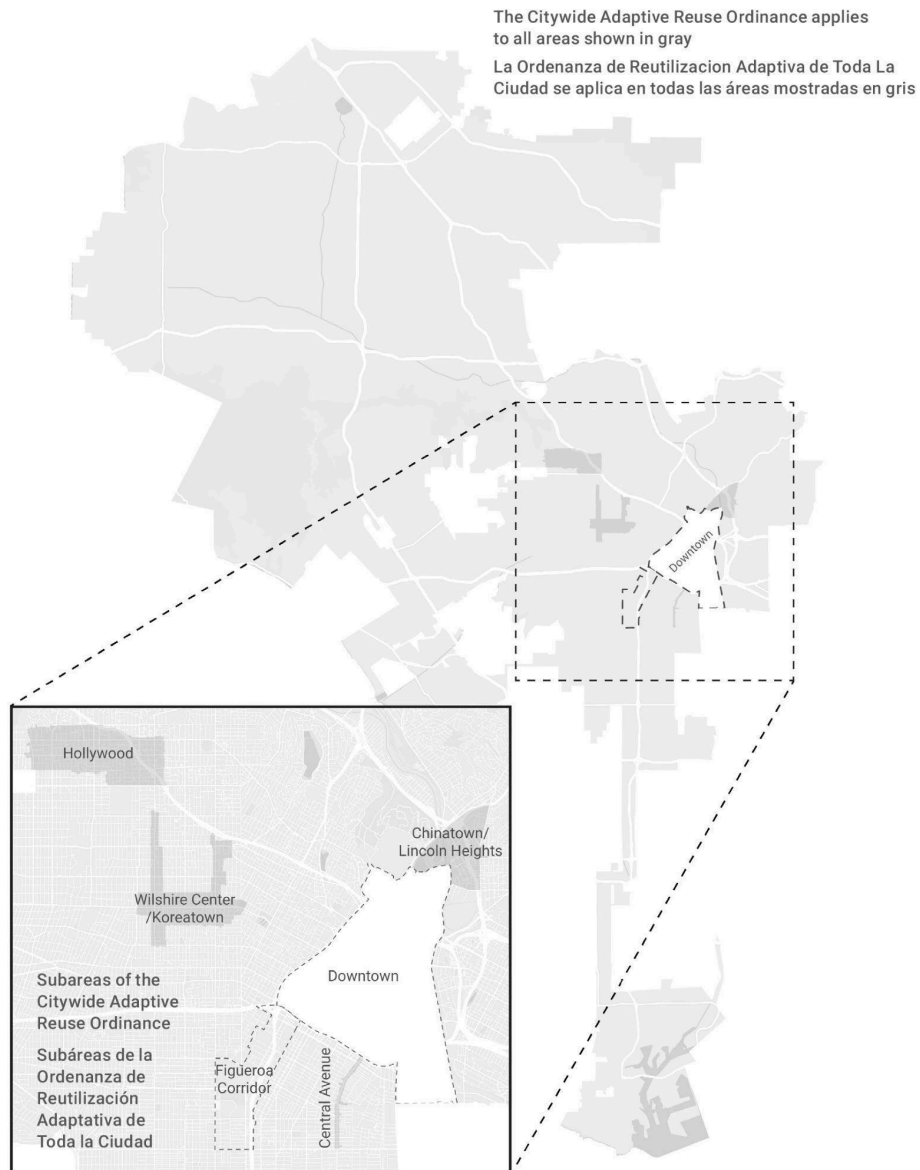 The Citywide Adaptive Reuse Ordinance applies
to all areas shown in gray
La Ordenanza de Reutilizacion Adaptiva de Toda La
Ciudad se aplica en todas las áreas mostradas en gris
Downtown
Hollywood
Chinatown/
Lincoln Heights
Wilshire Center
/Koreatown
Downtown
Subareas of the
Citywide Adaptive
Reuse Ordinance
Subáreas de la
Ordenanza de
Reutilización
Adaptativa de
Toda la Ciudad
Figueroa
Corridor
Central Avenue